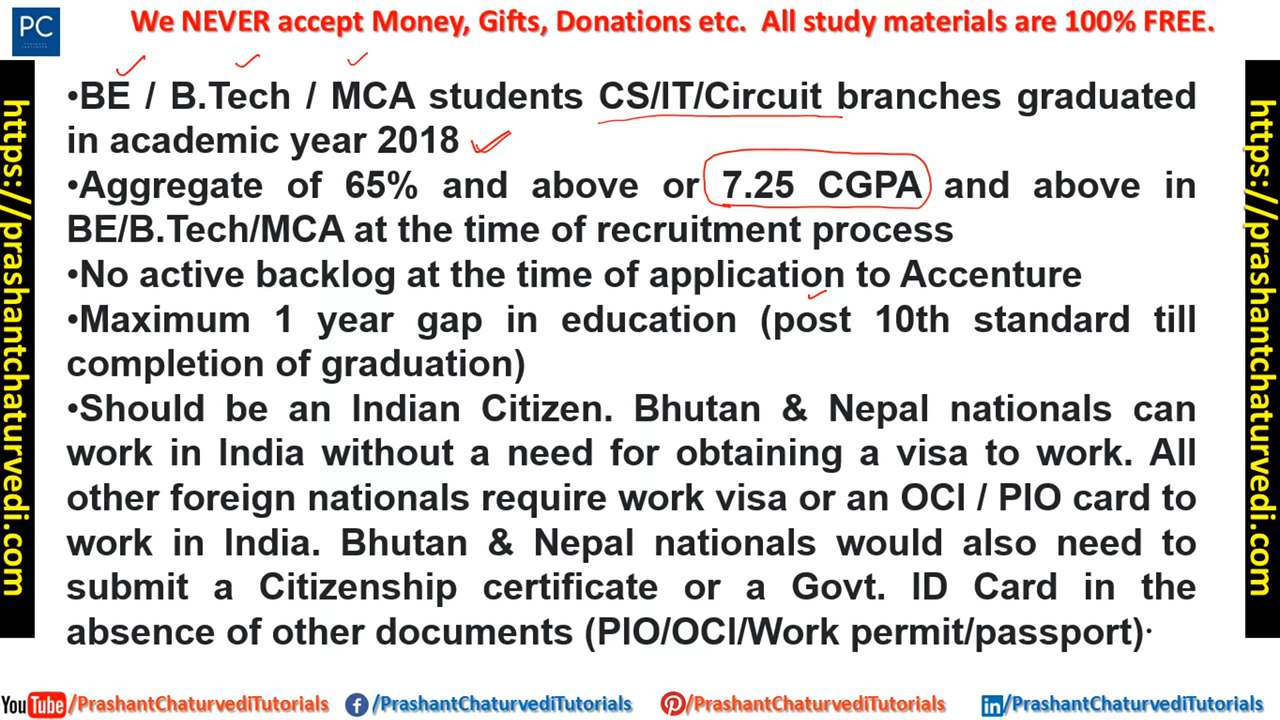 PC
PRASHANT
CHATURVEDI
We NEVER accept Money, Gifts, Donations etc. All study materials are 100% FREE.
https://prashantchaturvedi.com
•BE / B.Tech / MCA students CS/IT/Circuit branches graduated
in academic year 2018
•Aggregate of 65% and above or 7.25 CGPA and above in
BE/B.Tech/MCA at the time of recruitment process
•No active backlog at the time of application to Accenture
•Maximum 1 year gap in education (post 10th standard till
completion of graduation)
•Should be an Indian Citizen. Bhutan & Nepal nationals can
work in India without a need for obtaining a visa to work. All
other foreign nationals require work visa or an OCI / PIO card to
work in India. Bhutan & Nepal nationals would also need to
submit a Citizenship certificate or a Govt. ID Card in the
absence of other documents (PIO/OCI/Work permit/passport)·
https://prashantchaturvedi.com
YouTube/PrashantChaturvediTutorials f/PrashantChaturvediTutorials /PrashantChaturvediTutorials in/PrashantChaturvediTutorials